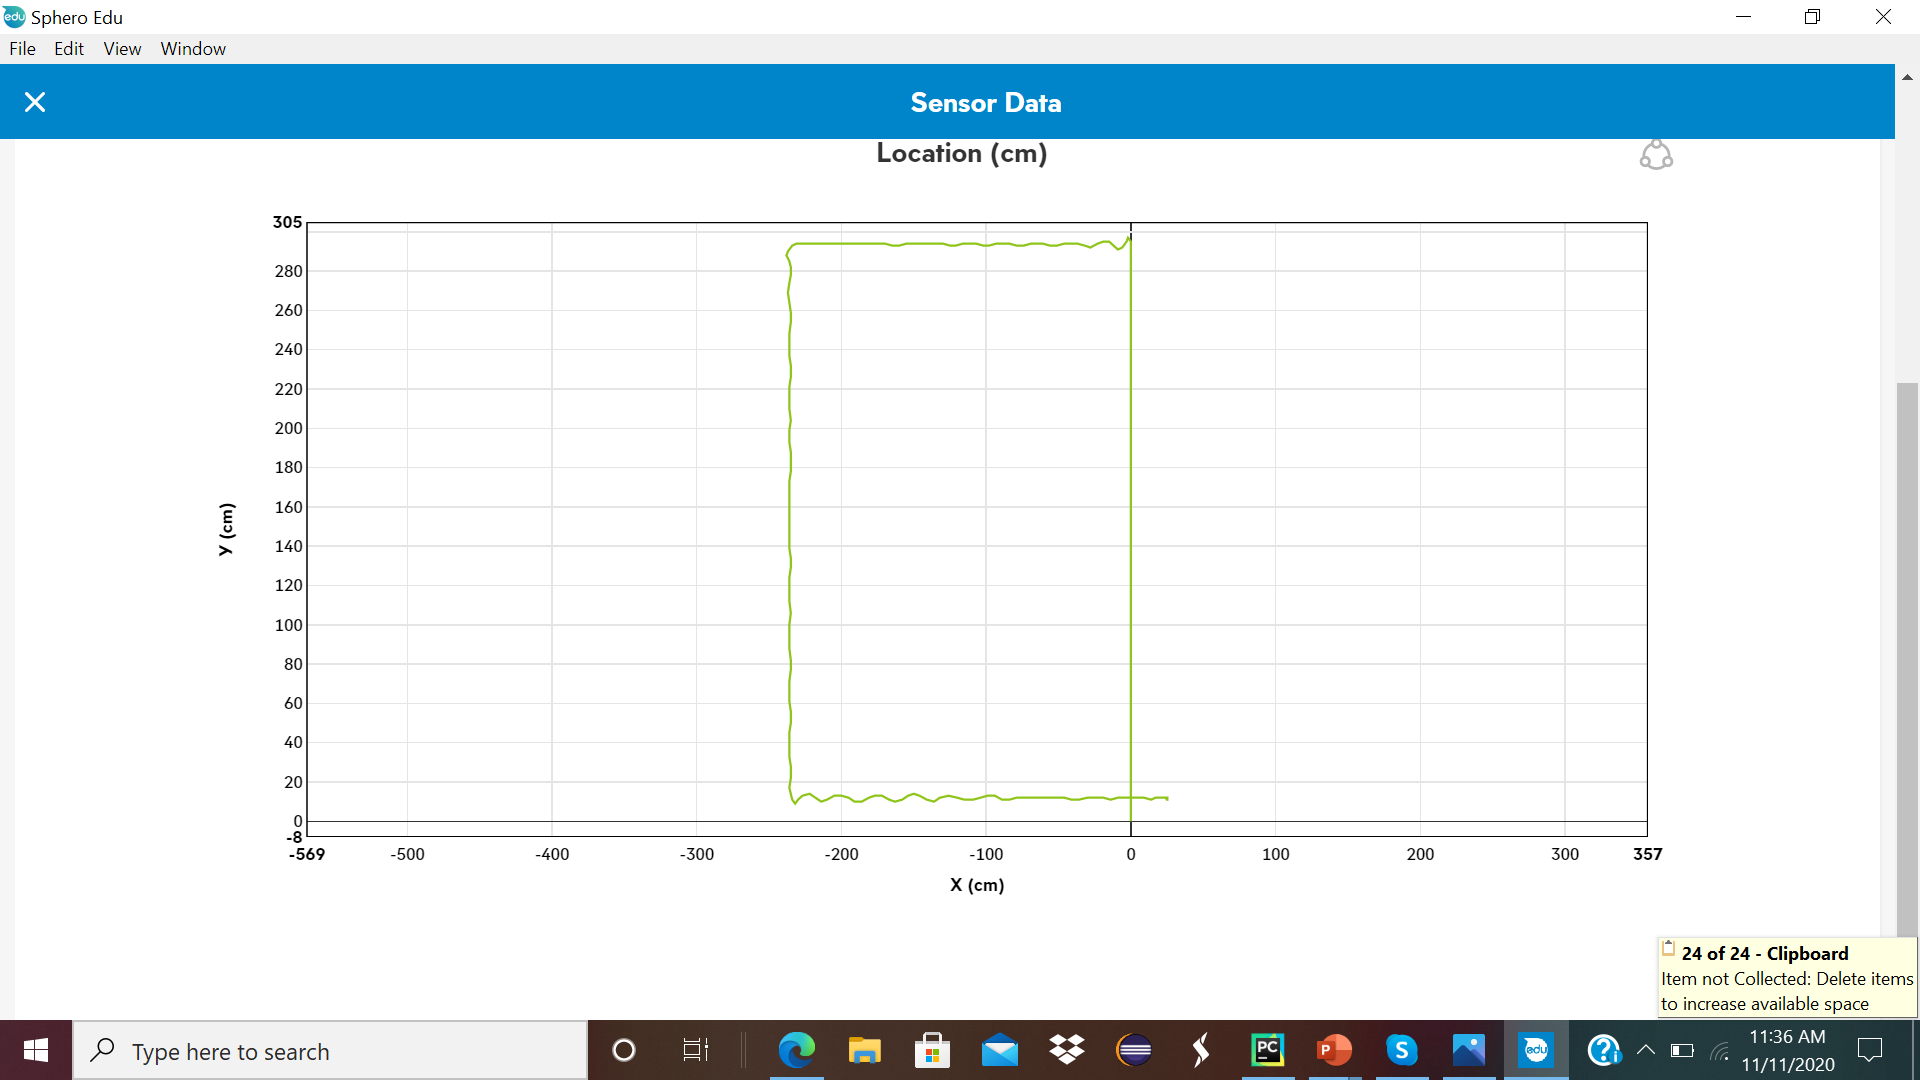 edu Sphero Edu
File Edit View Window
Sensor Data
Location (cm)
305
280
260
240
220
200
180
160
140
120
100
80
60
40
20
0
-8
Y (cm)
-569 -500 -400 -300 -200 -100 0 100 200 300 357
X (cm)
24 of 24 - Clipboard
Item not Collected: Delete items
to increase available space
Type here to search
PC
P
S
edu
?
11:36 AM
11/11/2020